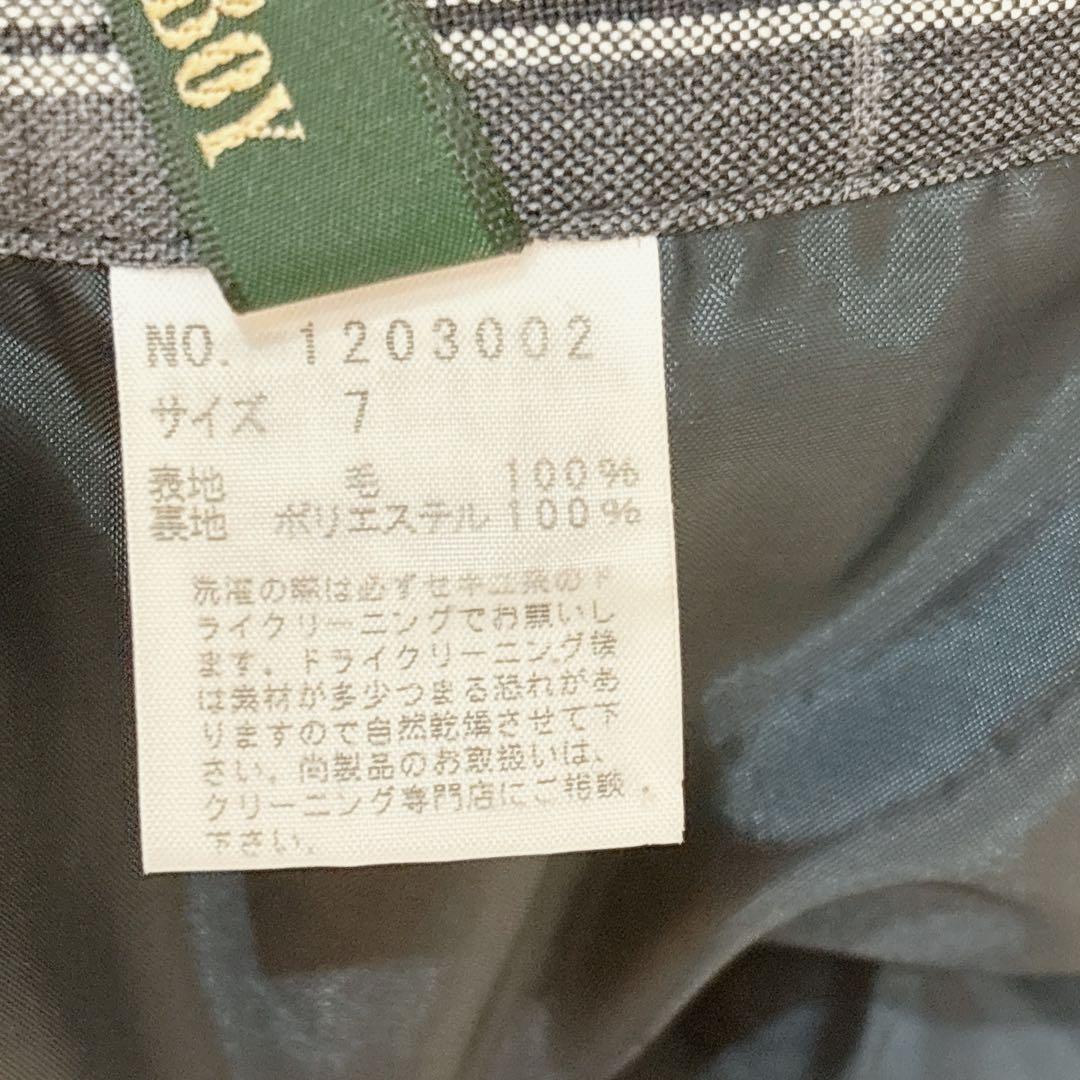 BOY
NO. 1203002
サイズ 7
表地 毛 100%
裏地 ポリエステル 100%
洗濯の際は必ずセキユ系のド
ライクリーニングでお願いし
ます。ドライクリーニング後
は素材が多少つまる恐れがあ
りますので自然乾燥させて下
さい。尚製品のお取扱いは、
クリーニング専門店にご相談
下さい。